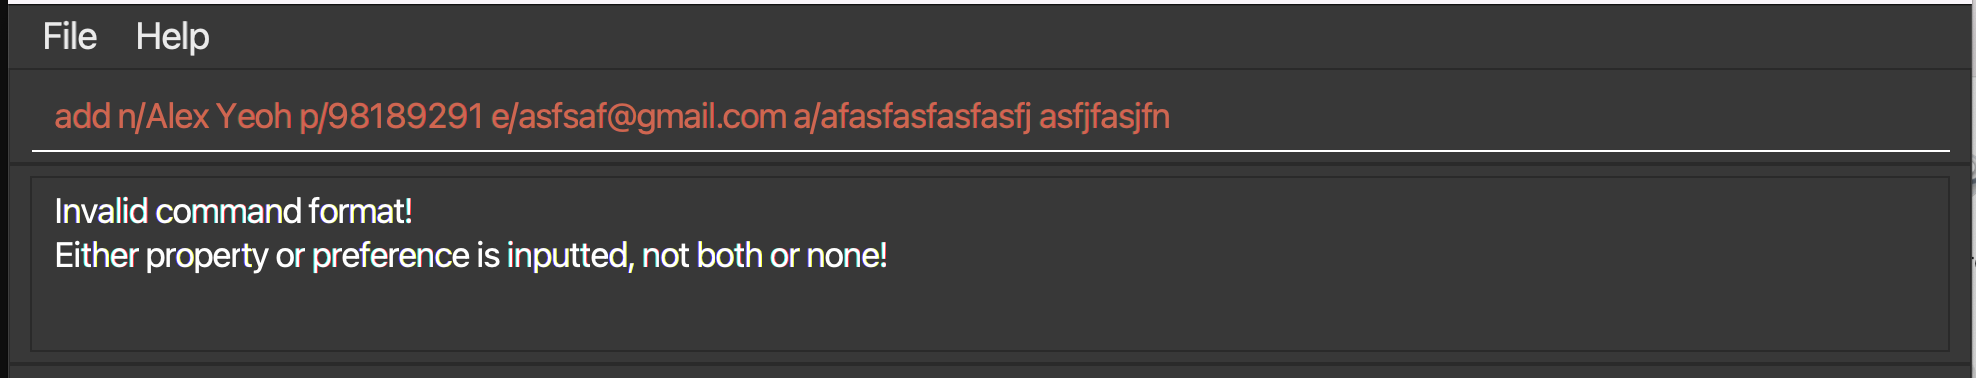 File Help
add n/Alex Yeoh p/98189291 e/asfsaf@gmail.com a/afasfasfasfasfj asfjfasjfn
Invalid command format!
Either property or preference is inputted, not both or none!